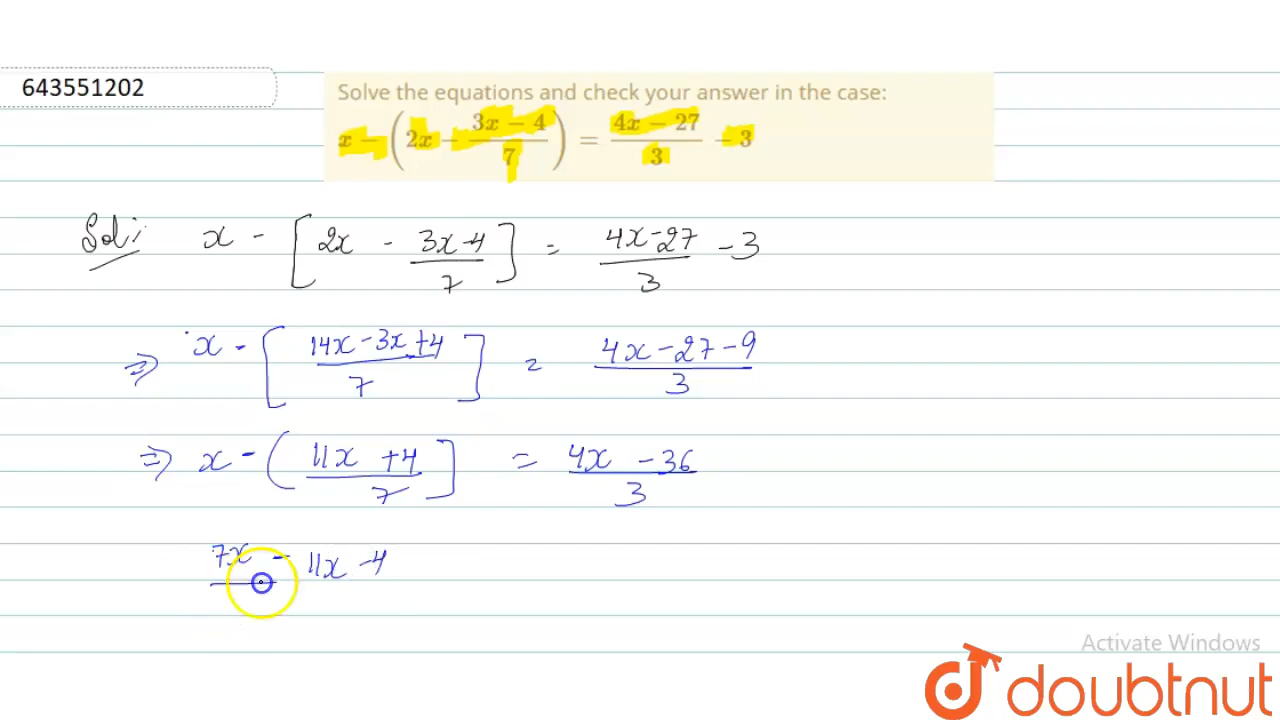 643551202
Solve the equations and check your answer in the case:
x − (2x − (3x − 4)/7) = (4x − 27)/3 − 3
Sol: x - [2x - (3x-4)/7] = (4x-27)/3 - 3
⇒ x - [(14x-3x+4)/7] = (4x-27-9)/3
⇒ x - ((11x+4)/7] = (4x-36)/3
7x - 11x - 4
Activate Windows
doubtnut